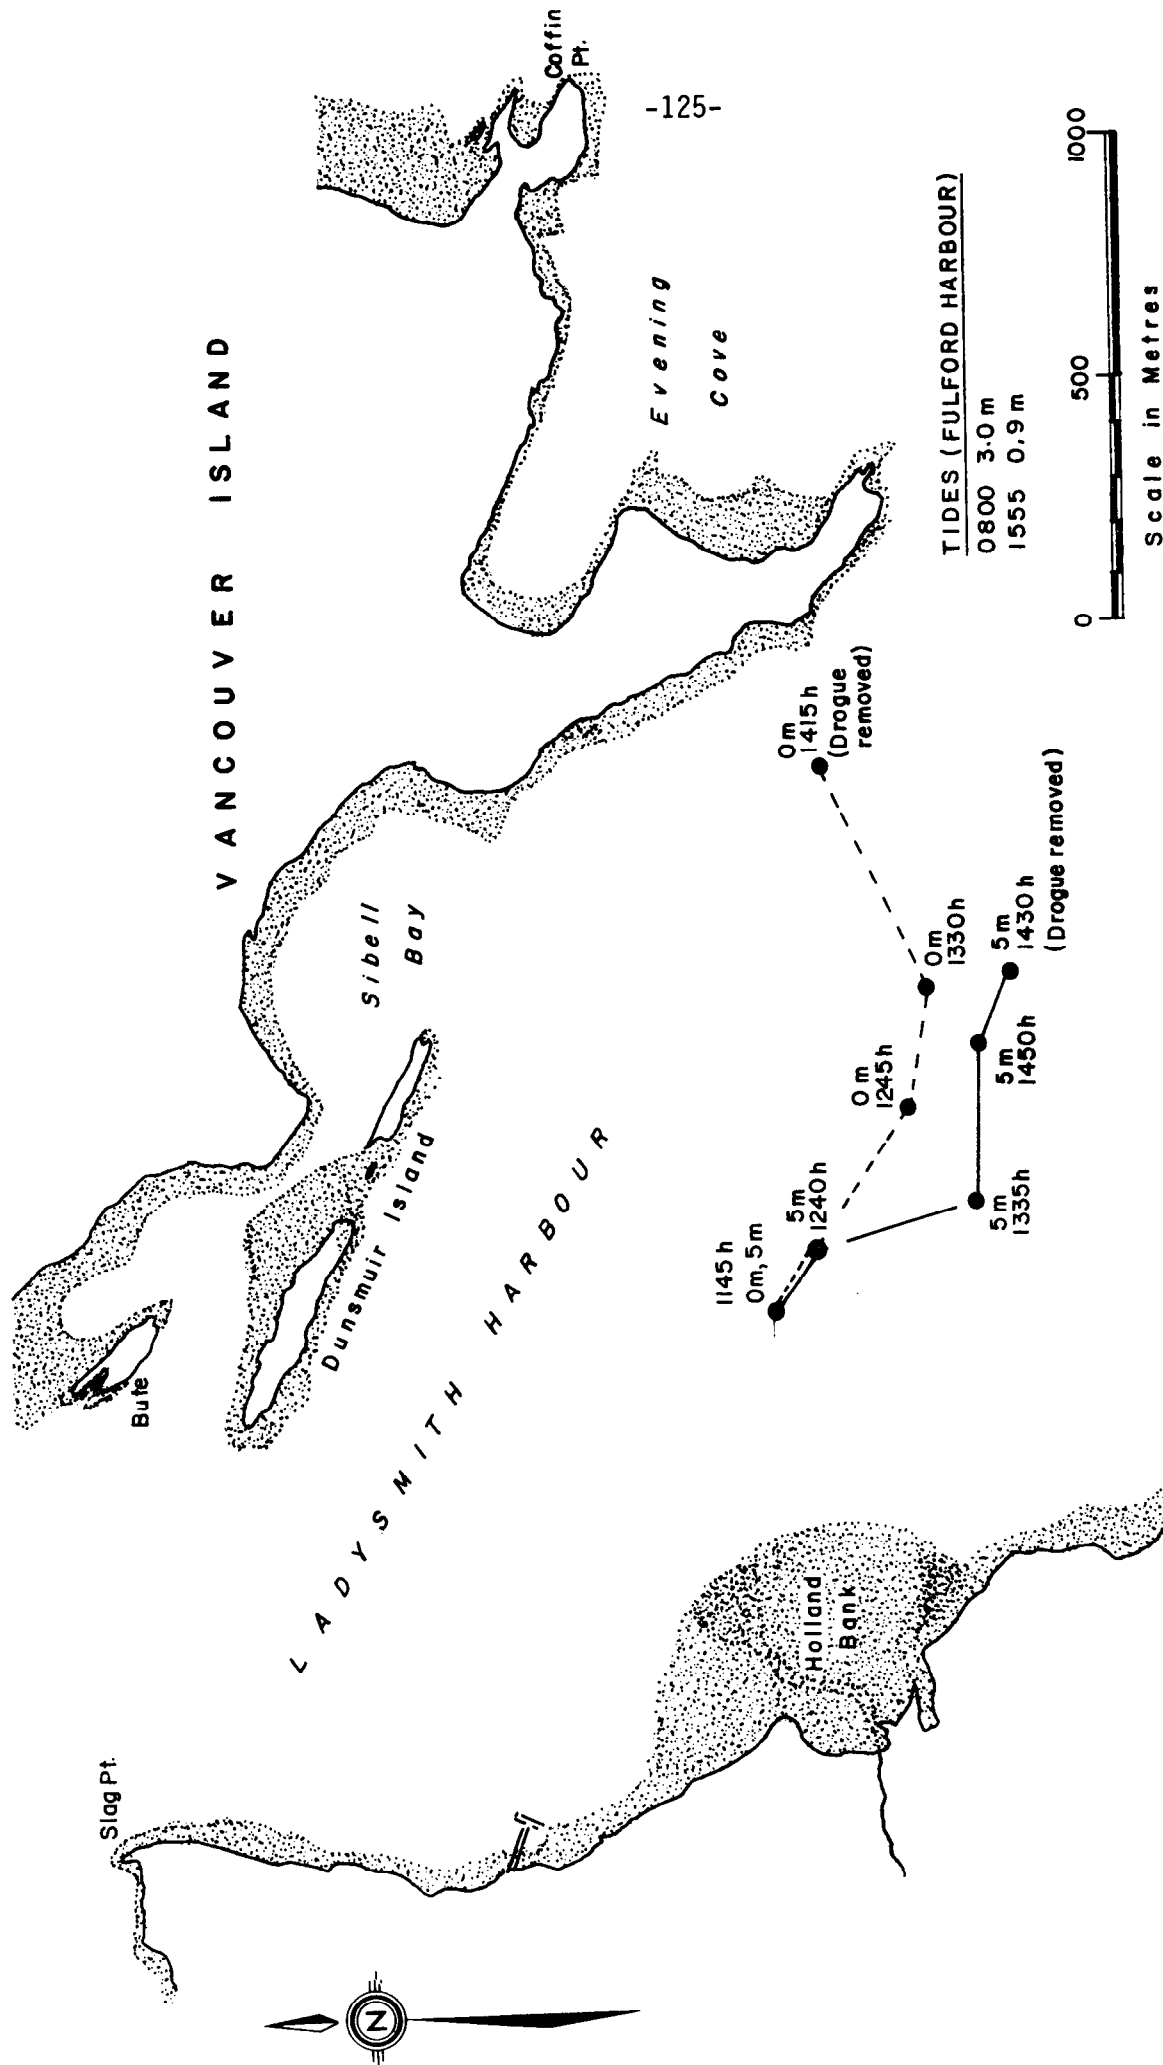 -125-
VANCOUVER ISLAND
Coffin
Pt.
Slag Pt.
Bute
Dunsmuir Island
Sibell
Bay
Evening
Cove
LADYSMITH HARBOUR
Holland
Bank
1145h
0m, 5m
5m
1240h
0m
1245h
0m
1330h
0m
1415h
(Drogue
removed)
5m
1335h
5m
1450h
5m
1430h
(Drogue removed)
TIDES (FULFORD HARBOUR)
0800 3.0m
1555 0.9m
0 500 1000
Scale in Metres
N